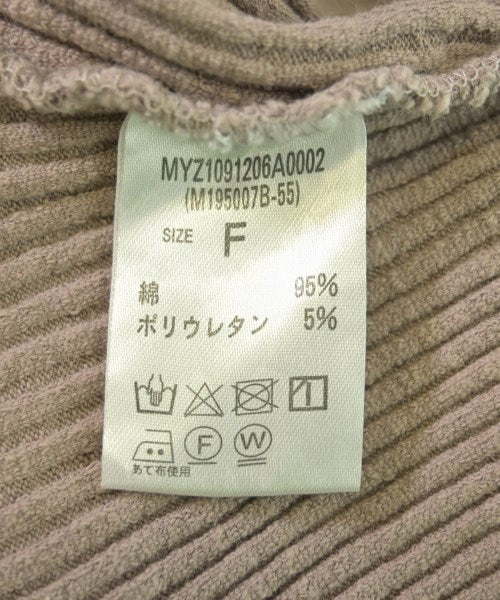 MYZ1091206A0002
(M195007B-55)
SIZE F
綿 95%
ポリウレタン 5%
F W
あて布使用